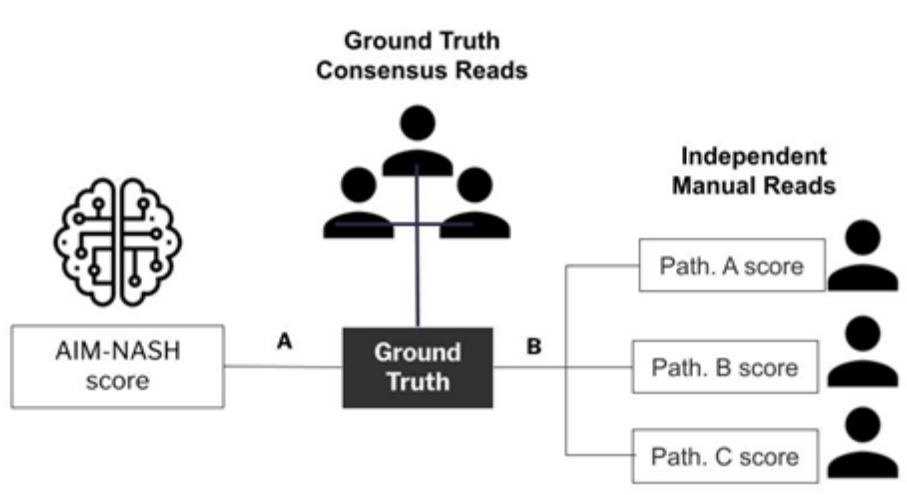 Ground Truth
Consensus Reads
Independent
Manual Reads
Path. A score
AIM-NASH
score
A
Ground
Truth
B
Path. B score
Path. C score